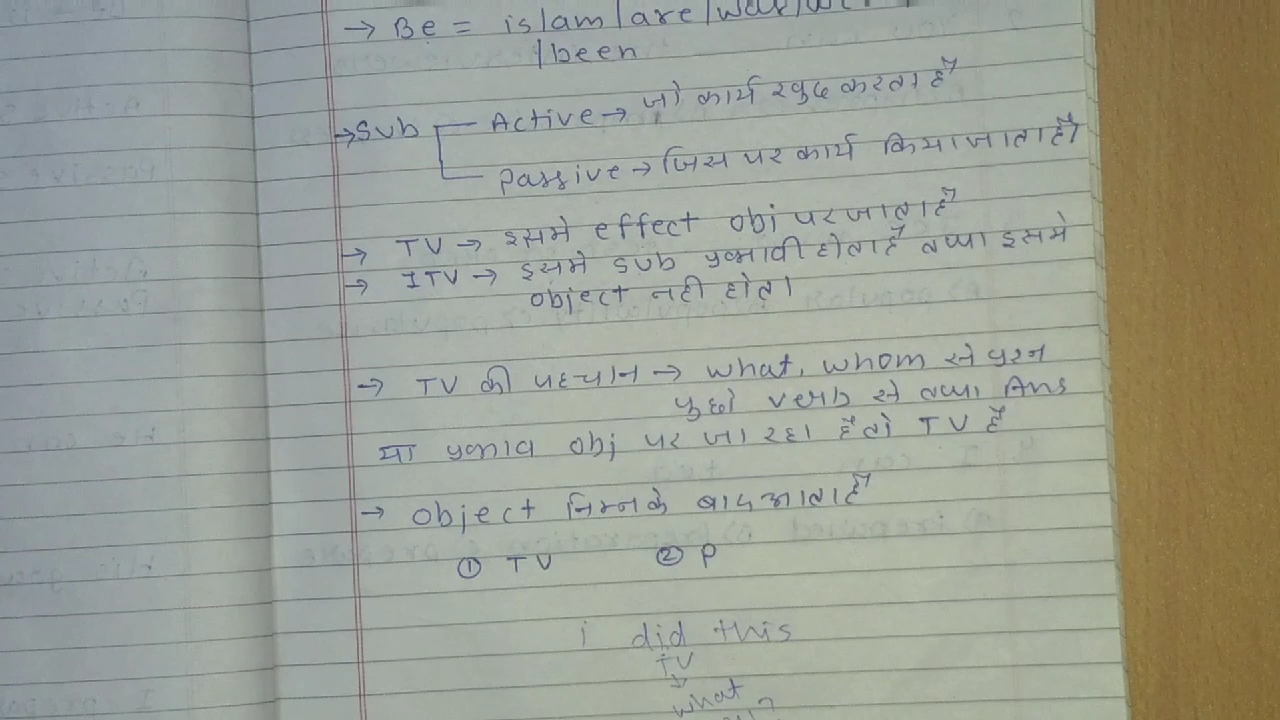 → Be = is/am/are/was/
/been
→ Sub Active → जो कार्य स्वुद करता है
Passive → जिस पर कार्य किया जाता है।
→ TV → इसमे effect obj पर जाता है
→ ITV → इसमे sub प्रभावी होता है तथा इसमे
object नही होता।
→ TV की पहचान → what, whom से प्रश्न
पुछो verb से तथा Ans
या प्रभाव obj पर जा रहा है तो TV है
→ object निम्न के बाद आता है
① TV ② P
i did this
TV
→
what